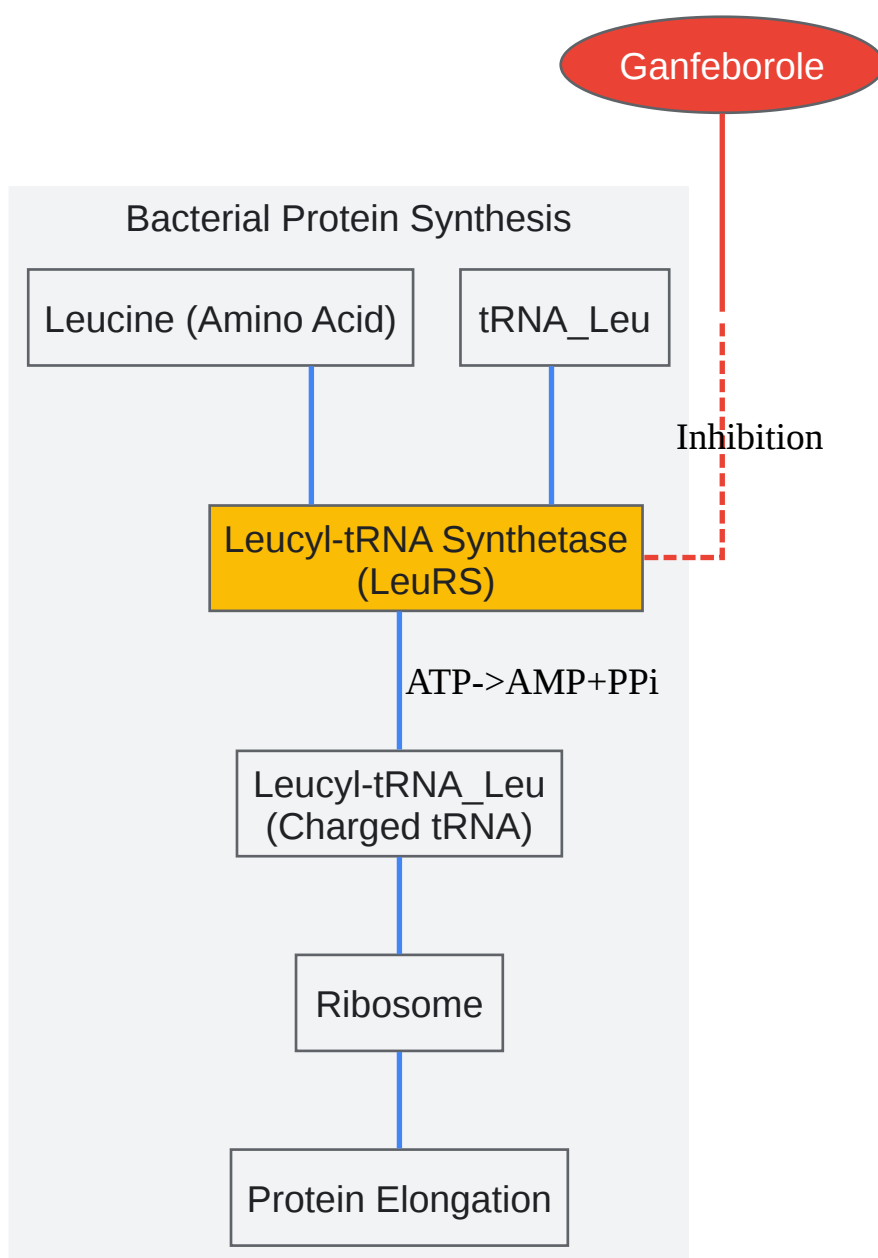 Ganfeborole
Bacterial Protein Synthesis
Leucine (Amino Acid)
tRNA_Leu
Inhibition
Leucyl-tRNA Synthetase
(LeuRS)
ATP->AMP+PPi
Leucyl-tRNA_Leu
(Charged tRNA)
Ribosome
Protein Elongation